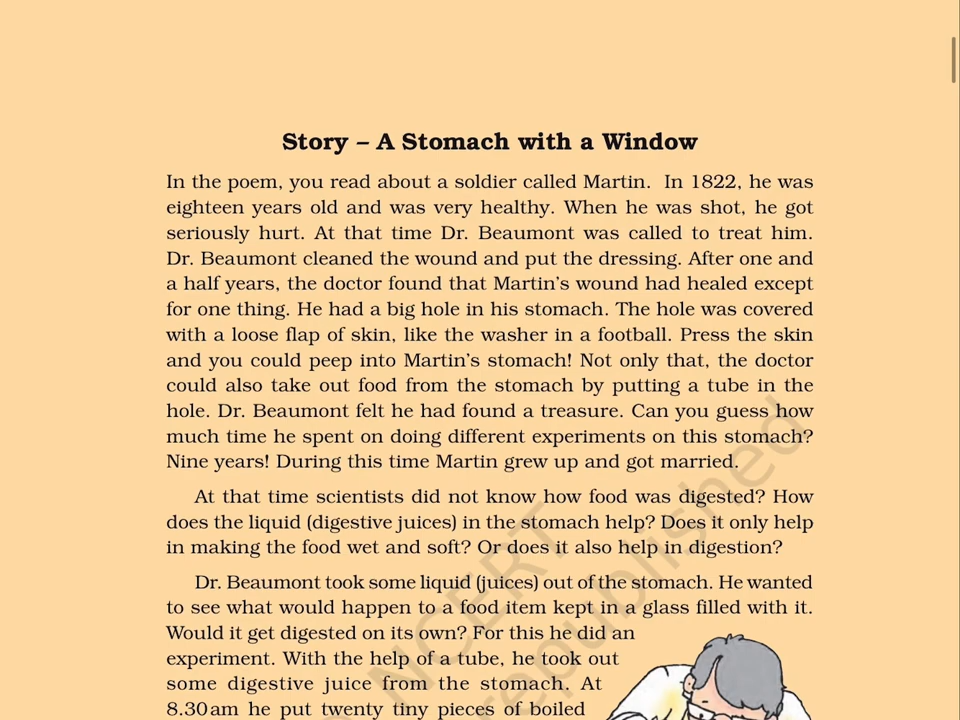 Story – A Stomach with a Window
In the poem, you read about a soldier called Martin. In 1822, he was
eighteen years old and was very healthy. When he was shot, he got
seriously hurt. At that time Dr. Beaumont was called to treat him.
Dr. Beaumont cleaned the wound and put the dressing. After one and
a half years, the doctor found that Martin's wound had healed except
for one thing. He had a big hole in his stomach. The hole was covered
with a loose flap of skin, like the washer in a football. Press the skin
and you could peep into Martin's stomach! Not only that, the doctor
could also take out food from the stomach by putting a tube in the
hole. Dr. Beaumont felt he had found a treasure. Can you guess how
much time he spent on doing different experiments on this stomach?
Nine years! During this time Martin grew up and got married.
At that time scientists did not know how food was digested? How
does the liquid (digestive juices) in the stomach help? Does it only help
in making the food wet and soft? Or does it also help in digestion?
Dr. Beaumont took some liquid (juices) out of the stomach. He wanted
to see what would happen to a food item kept in a glass filled with it.
Would it get digested on its own? For this he did an
experiment. With the help of a tube, he took out
some digestive juice from the stomach. At
8.30am he put twenty tiny pieces of boiled
NCERT
republished